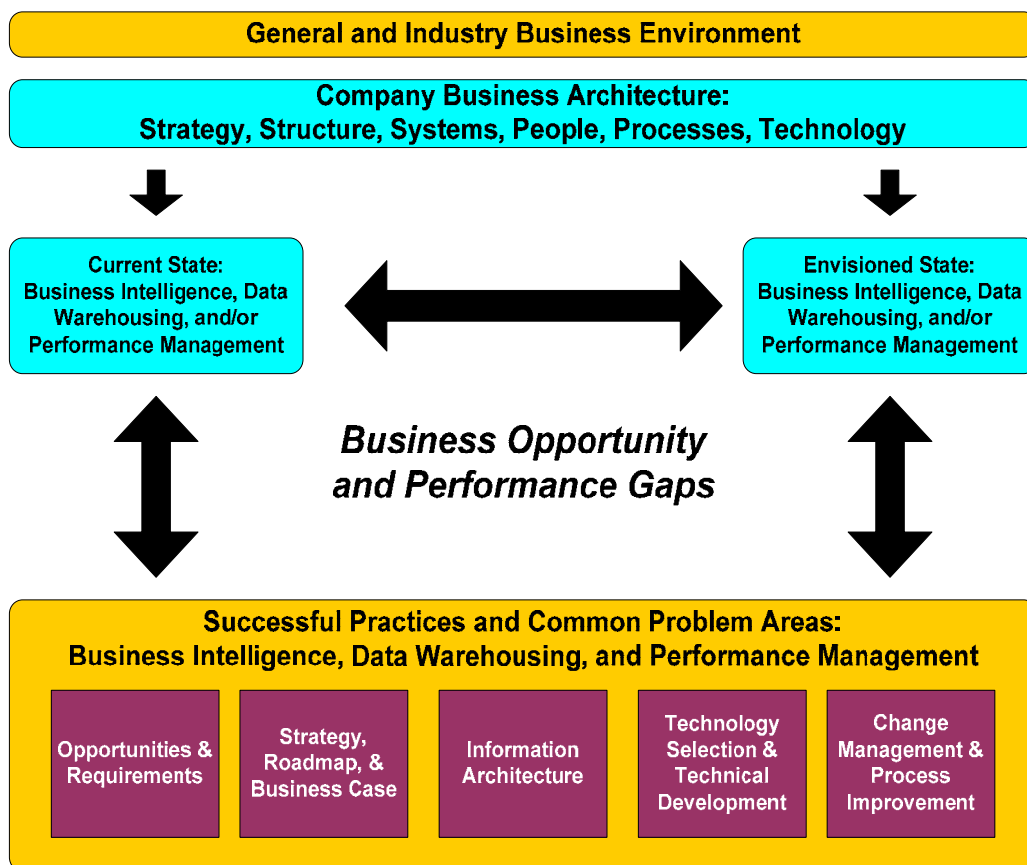 General and Industry Business Environment
Company Business Architecture:
Strategy, Structure, Systems, People, Processes, Technology
Current State:
Business Intelligence, Data
Warehousing, and/or
Performance Management
Envisioned State:
Business Intelligence, Data
Warehousing, and/or
Performance Management
Business Opportunity
and Performance Gaps
Successful Practices and Common Problem Areas:
Business Intelligence, Data Warehousing, and Performance Management
Opportunities &
Requirements
Strategy,
Roadmap, &
Business Case
Information
Architecture
Technology
Selection &
Technical
Development
Change
Management &
Process
Improvement